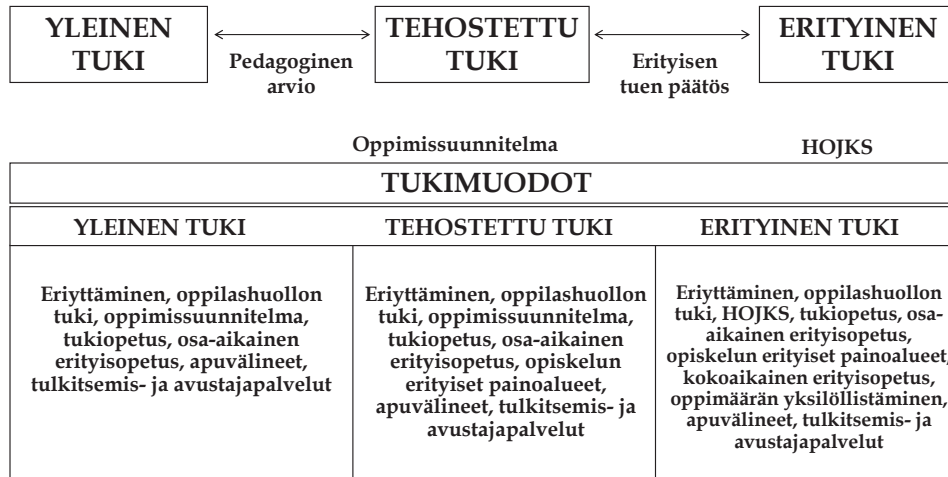 YLEINEN
TUKI
Pedagoginen
arvio
TEHOSTETTU
TUKI
Erityisen
tuen päätös
ERITYINEN
TUKI
Oppimissuunnitelma
HOJKS
TUKIMUODOT
YLEINEN TUKI
TEHOSTETTU TUKI
ERITYINEN TUKI
Eriyttäminen, oppilashuollon
tuki, oppimissuunnitelma,
tukiopetus, osa-aikainen
erityisopetus, apuvälineet,
tulkitsemis- ja avustajapalvelut
Eriyttäminen, oppilashuollon
tuki, oppimissuunnitelma,
tukiopetus, osa-aikainen
erityisopetus, opiskelun
erityiset painoalueet,
apuvälineet, tulkitsemis- ja
avustajapalvelut
Eriyttäminen, oppilashuollon
tuki, HOJKS, tukiopetus, osa-
aikainen erityisopetus,
opiskelun erityiset painoalueet,
kokoaikainen erityisopetus,
oppimäärän yksilöllistäminen,
apuvälineet, tulkitsemis- ja
avustajapalvelut